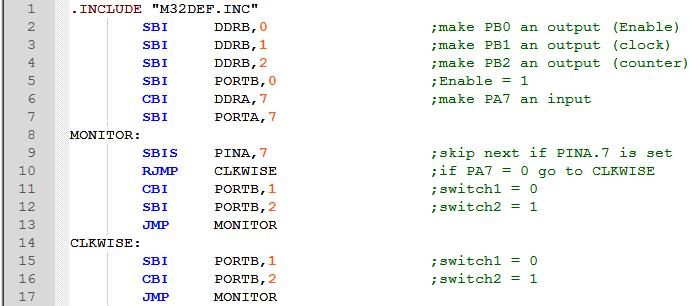 1 .INCLUDE "M32DEF.INC"
2 SBI DDRB,0 ;make PB0 an output (Enable)
3 SBI DDRB,1 ;make PB1 an output (clock)
4 SBI DDRB,2 ;make PB2 an output (counter)
5 SBI PORTB,0 ;Enable = 1
6 CBI DDRA,7 ;make PA7 an input
7 SBI PORTA,7
8 MONITOR:
9 SBIS PINA,7 ;skip next if PINA.7 is set
10 RJMP CLKWISE ;if PA7 = 0 go to CLKWISE
11 CBI PORTB,1 ;switch1 = 0
12 SBI PORTB,2 ;switch2 = 1
13 JMP MONITOR
14 CLKWISE:
15 SBI PORTB,1 ;switch1 = 0
16 CBI PORTB,2 ;switch2 = 1
17 JMP MONITOR